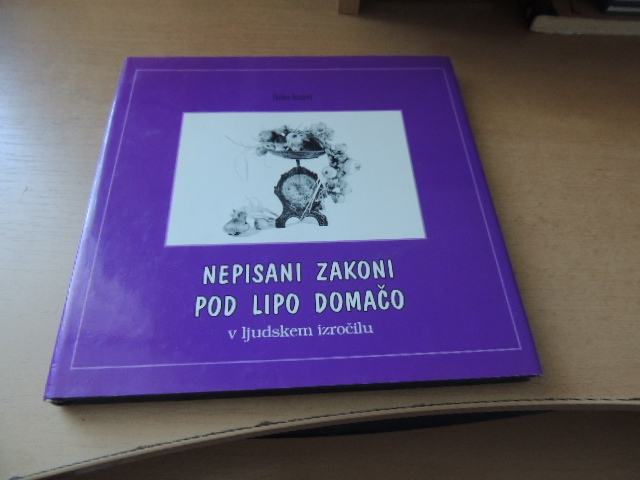 NEPISANI ZAKONI
POD LIPO DOMAČO
v ljudskem izročilu